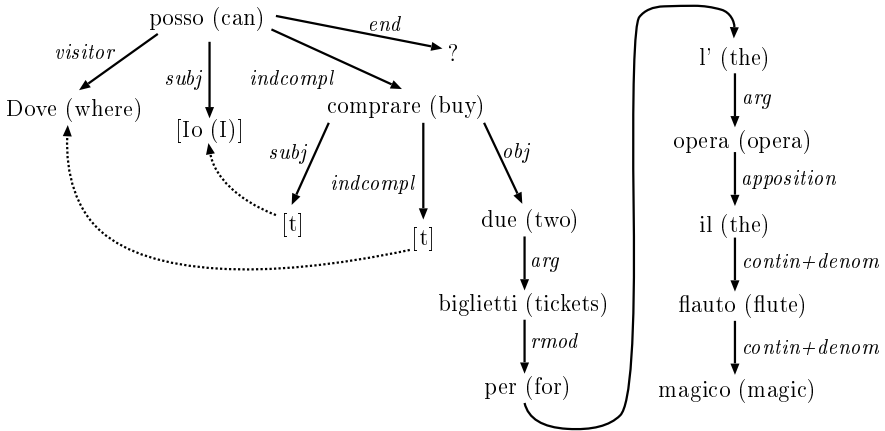 posso (can)
visitor
subj
indcompl
end
?
Dove (where)
[Io (I)]
comprare (buy)
subj
indcompl
obj
[t]
[t]
due (two)
arg
biglietti (tickets)
rmod
per (for)
l' (the)
arg
opera (opera)
apposition
il (the)
contin+denom
flauto (flute)
contin+denom
magico (magic)